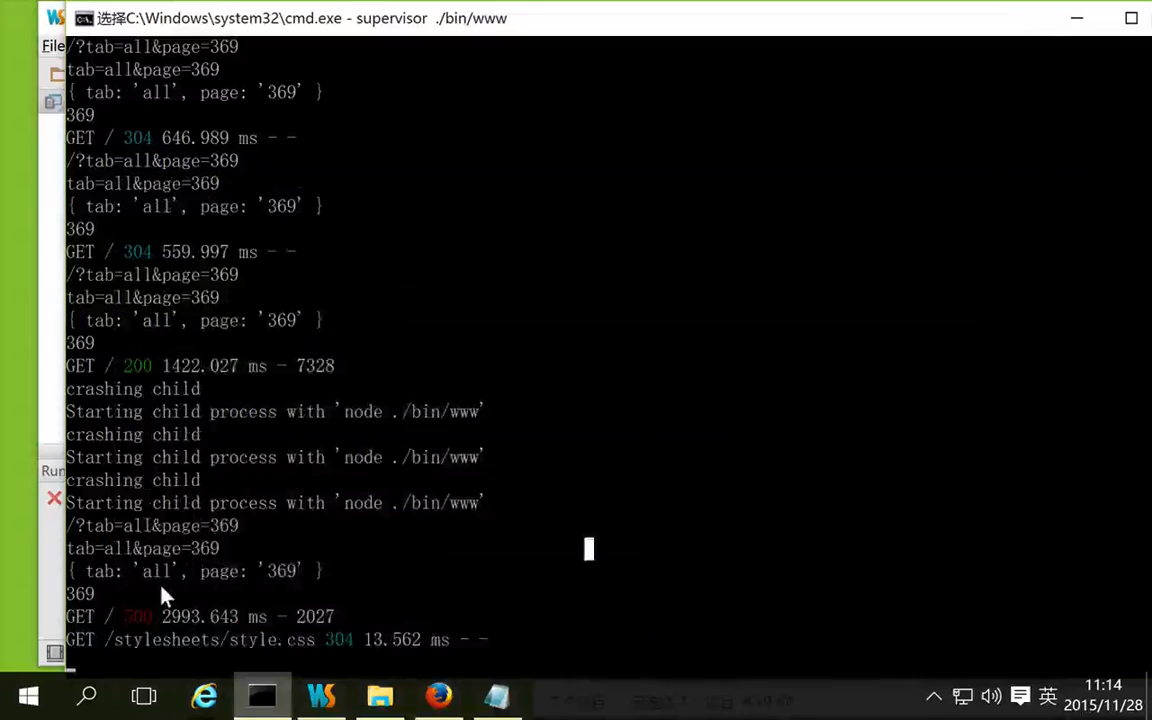 选择C:\Windows\system32\cmd.exe - supervisor ./bin/www
File
/?tab=all&page=369
tab=all&page=369
{ tab: 'all', page: '369' }
369
GET / 304 646.989 ms - -
/?tab=all&page=369
tab=all&page=369
{ tab: 'all', page: '369' }
369
GET / 304 559.997 ms - -
/?tab=all&page=369
tab=all&page=369
{ tab: 'all', page: '369' }
369
GET / 200 1422.027 ms - 7328
crashing child
Starting child process with 'node ./bin/www'
crashing child
Starting child process with 'node ./bin/www'
crashing child
Starting child process with 'node ./bin/www'
/?tab=all&page=369
tab=all&page=369
{ tab: 'all', page: '369' }
369
GET / 500 2993.643 ms - 2027
GET /stylesheets/style.css 304 13.562 ms - -
Run
英
11:14
2015/11/28